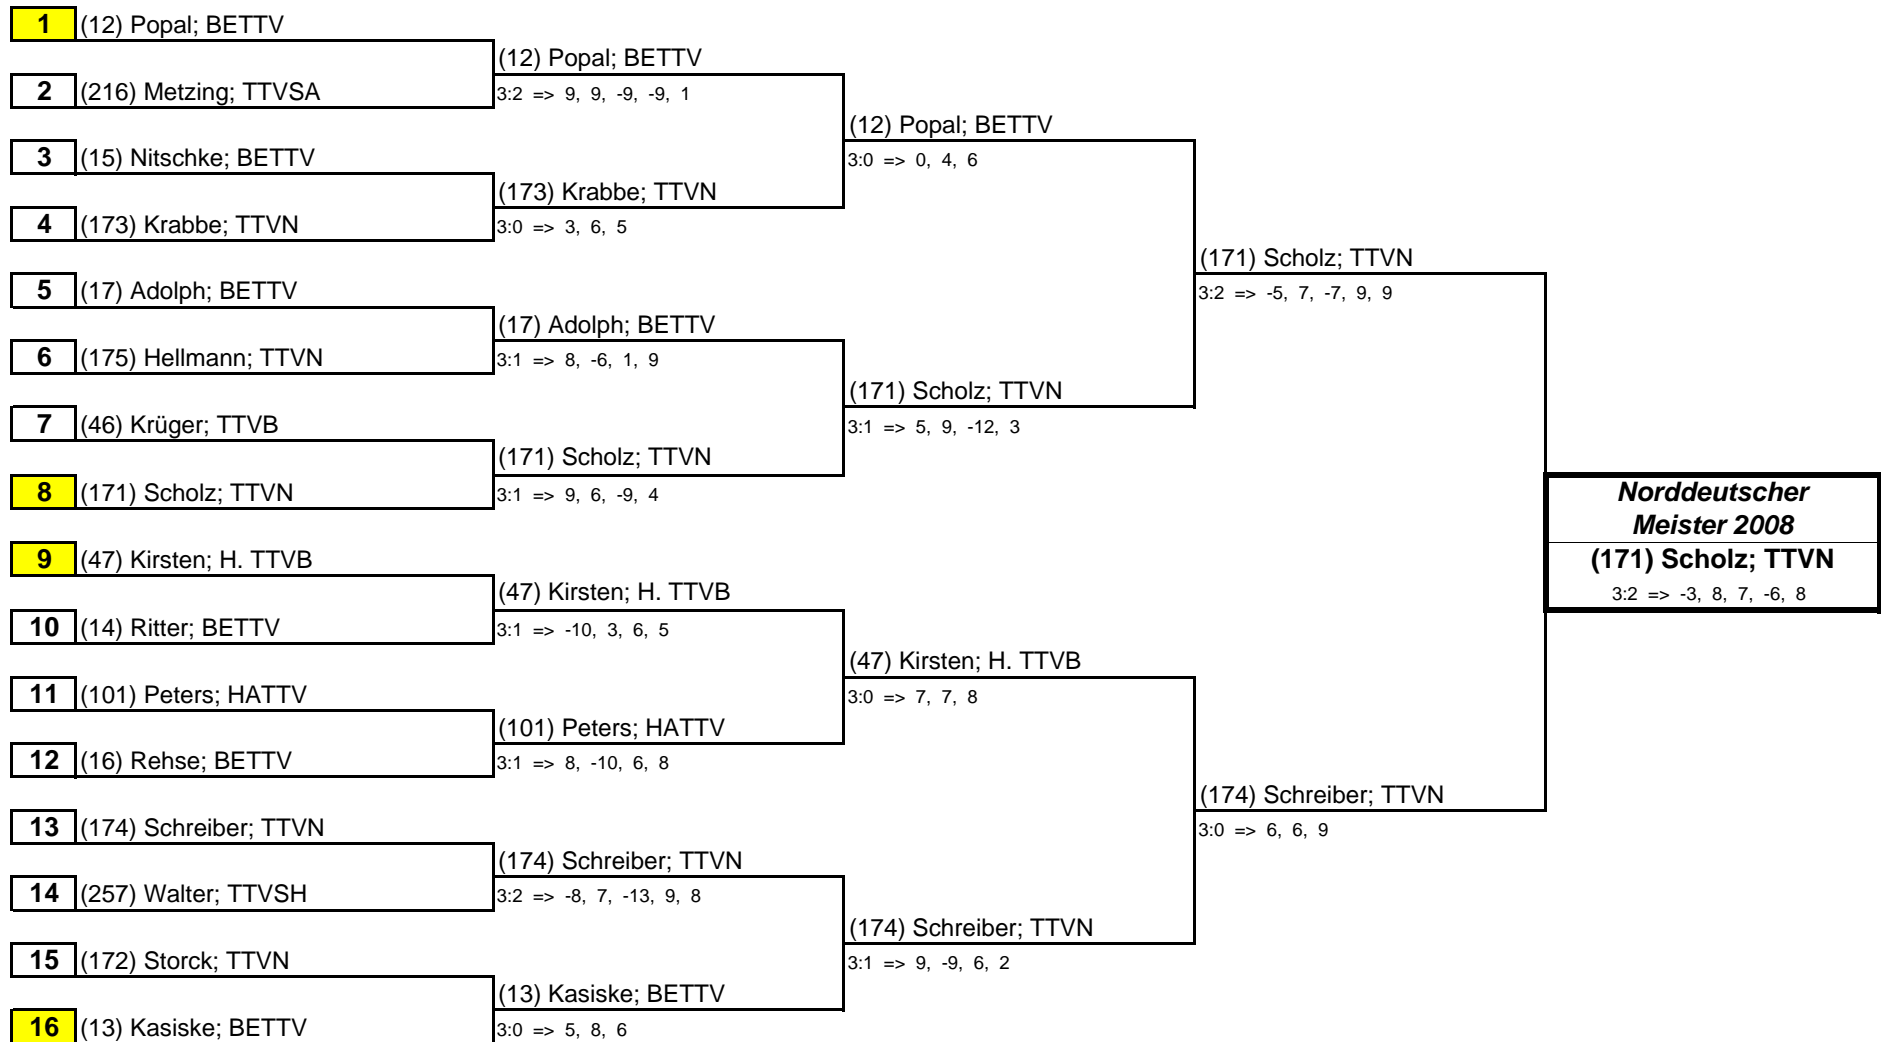 1 (12) Popal; BETTV
(12) Popal; BETTV
2 (216) Metzing; TTVSA
3:2 => 9, 9, -9, -9, 1
(12) Popal; BETTV
3 (15) Nitschke; BETTV
3:0 => 0, 4, 6
(173) Krabbe; TTVN
4 (173) Krabbe; TTVN
3:0 => 3, 6, 5
(171) Scholz; TTVN
5 (17) Adolph; BETTV
3:2 => -5, 7, -7, 9, 9
(17) Adolph; BETTV
6 (175) Hellmann; TTVN
3:1 => 8, -6, 1, 9
(171) Scholz; TTVN
7 (46) Krüger; TTVB
3:1 => 5, 9, -12, 3
(171) Scholz; TTVN
8 (171) Scholz; TTVN
3:1 => 9, 6, -9, 4
Norddeutscher
Meister 2008
(171) Scholz; TTVN
3:2 => -3, 8, 7, -6, 8
9 (47) Kirsten; H. TTVB
(47) Kirsten; H. TTVB
10 (14) Ritter; BETTV
3:1 => -10, 3, 6, 5
(47) Kirsten; H. TTVB
11 (101) Peters; HATTV
3:0 => 7, 7, 8
(101) Peters; HATTV
12 (16) Rehse; BETTV
3:1 => 8, -10, 6, 8
(174) Schreiber; TTVN
13 (174) Schreiber; TTVN
3:0 => 6, 6, 9
(174) Schreiber; TTVN
14 (257) Walter; TTVSH
3:2 => -8, 7, -13, 9, 8
(174) Schreiber; TTVN
15 (172) Storck; TTVN
3:1 => 9, -9, 6, 2
(13) Kasiske; BETTV
16 (13) Kasiske; BETTV
3:0 => 5, 8, 6